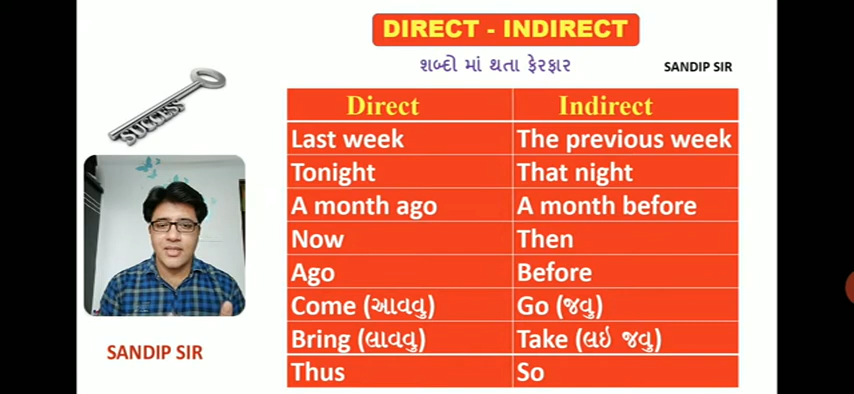 DIRECT - INDIRECT
શબ્દો માં થતા ફેરફાર
SANDIP SIR
SUCCESS
Direct Indirect
Last week The previous week
Tonight That night
A month ago A month before
Now Then
Ago Before
Come (આવવુ) Go (જવુ)
Bring (લાવવુ) Take (લઇ જવુ)
Thus So
SANDIP SIR